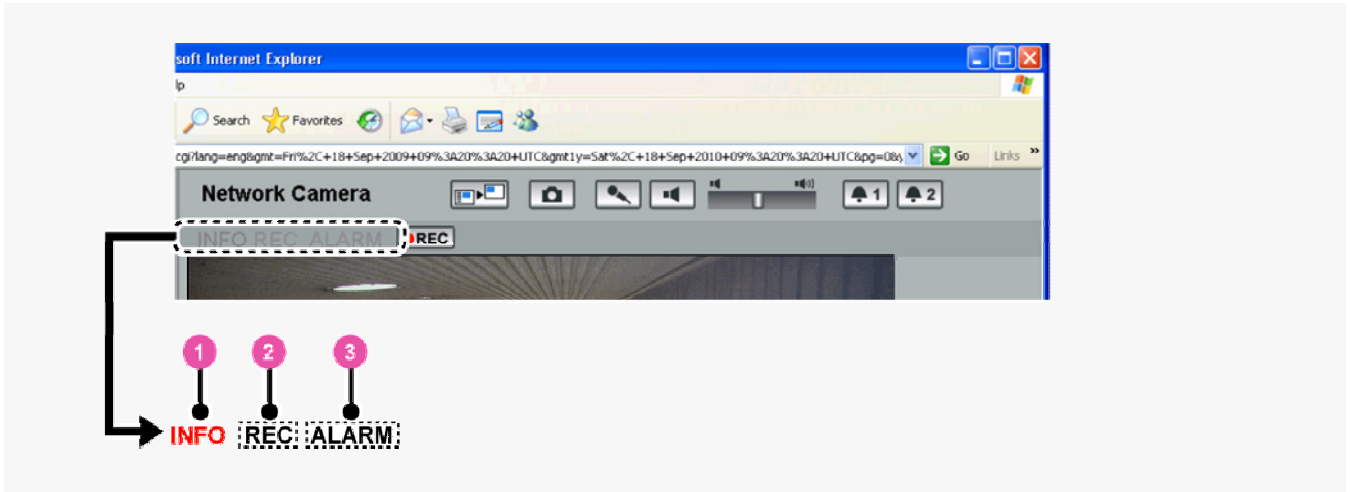 soft Internet Explorer
lp
Search Favorites
cgi?lang=eng&gmt=Fri%2C+18+Sep+2009+09%3A20%3A20+UTC&gmt1y=Sat%2C+18+Sep+2010+09%3A20%3A20+UTC&pg=0&y Go Links »
Network Camera 1 2
INFO REC ALARM REC
1 2 3
INFO REC ALARM